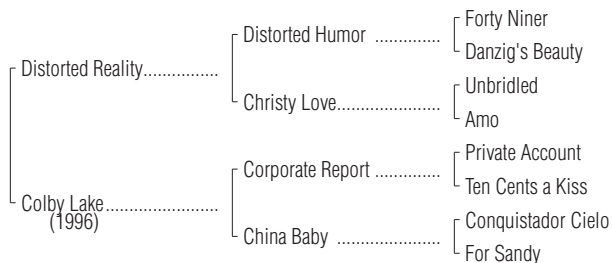 Forty Niner
Distorted Humor ..............
Danzig's Beauty
Distorted Reality................
Unbridled
Christy Love......................
Amo
Private Account
Corporate Report ..............
Ten Cents a Kiss
Colby Lake........................
(1996)
Conquistador Cielo
China Baby ......................
For Sandy